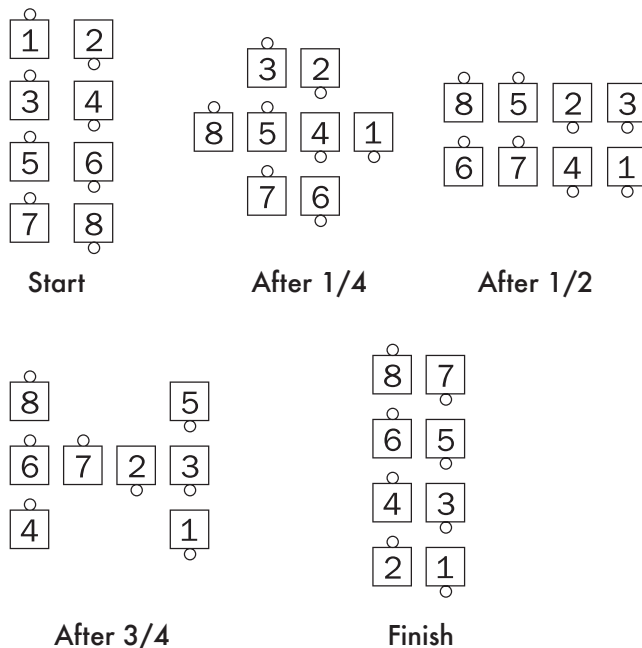 1 2
3 4
5 6
7 8
Start
3 2
8 5 4 1
7 6
After 1/4
8 5 2 3
6 7 4 1
After 1/2
8 5
6 7 2 3
4 1
After 3/4
8 7
6 5
4 3
2 1
Finish